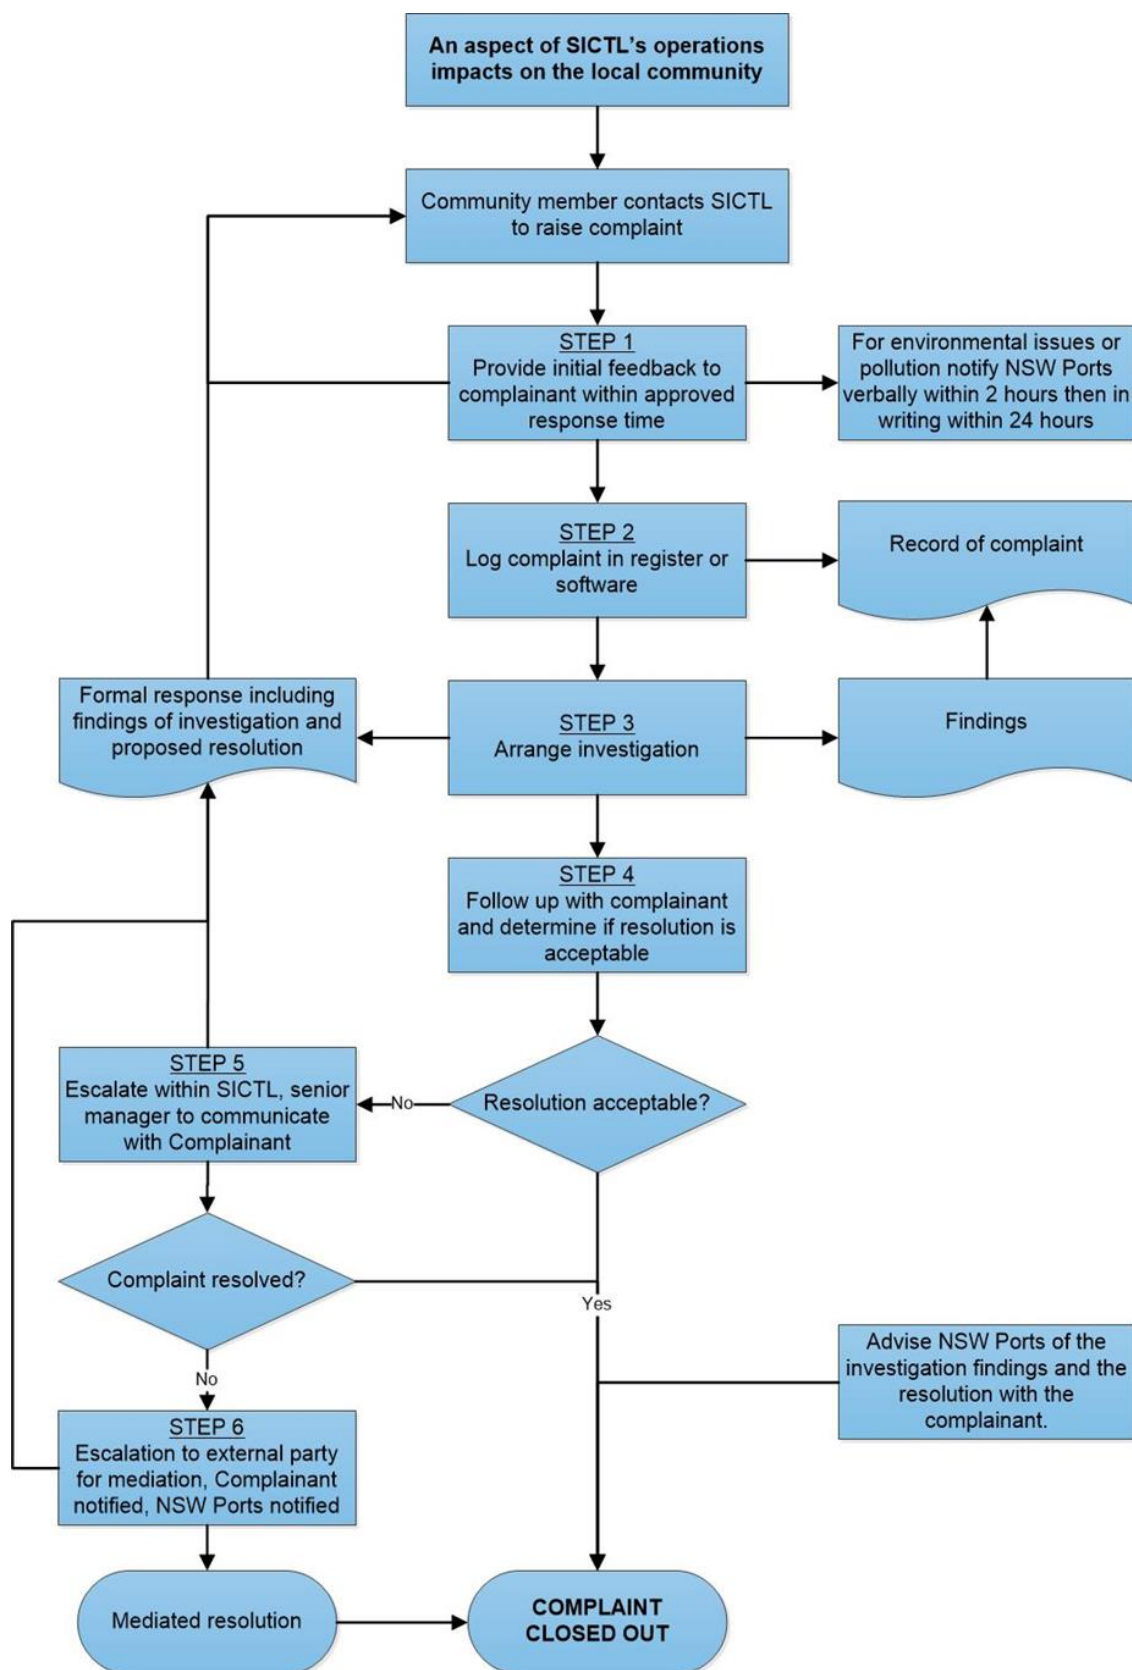 An aspect of SICTL's operations
impacts on the local community
Community member contacts SICTL
to raise complaint
STEP 1
Provide initial feedback to
complainant within approved
response time
For environmental issues or
pollution notify NSW Ports
verbally within 2 hours then in
writing within 24 hours
STEP 2
Log complaint in register or
software
Record of complaint
Formal response including
findings of investigation and
proposed resolution
STEP 3
Arrange investigation
Findings
STEP 4
Follow up with complainant
and determine if resolution is
acceptable
STEP 5
Escalate within SICTL, senior
manager to communicate
with Complainant
No
Resolution acceptable?
Complaint resolved?
Yes
No
Advise NSW Ports of the
investigation findings and the
resolution with the
complainant.
STEP 6
Escalation to external party
for mediation, Complainant
notified, NSW Ports notified
Mediated resolution
COMPLAINT
CLOSED OUT